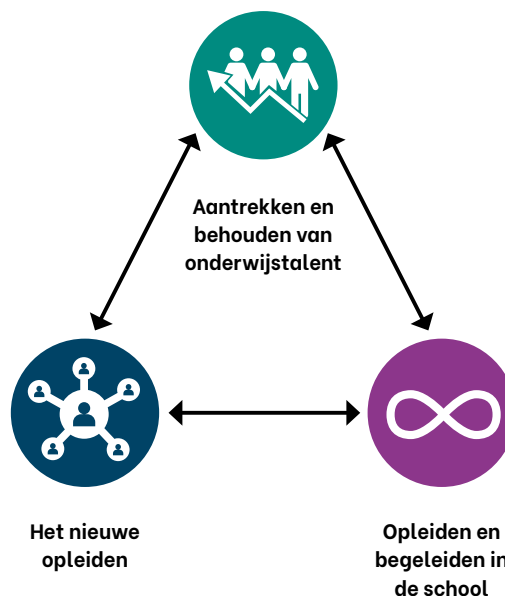 Aantrekken en
behouden van
onderwijstalent
Het nieuwe
opleiden
Opleiden en
begeleiden in
de school